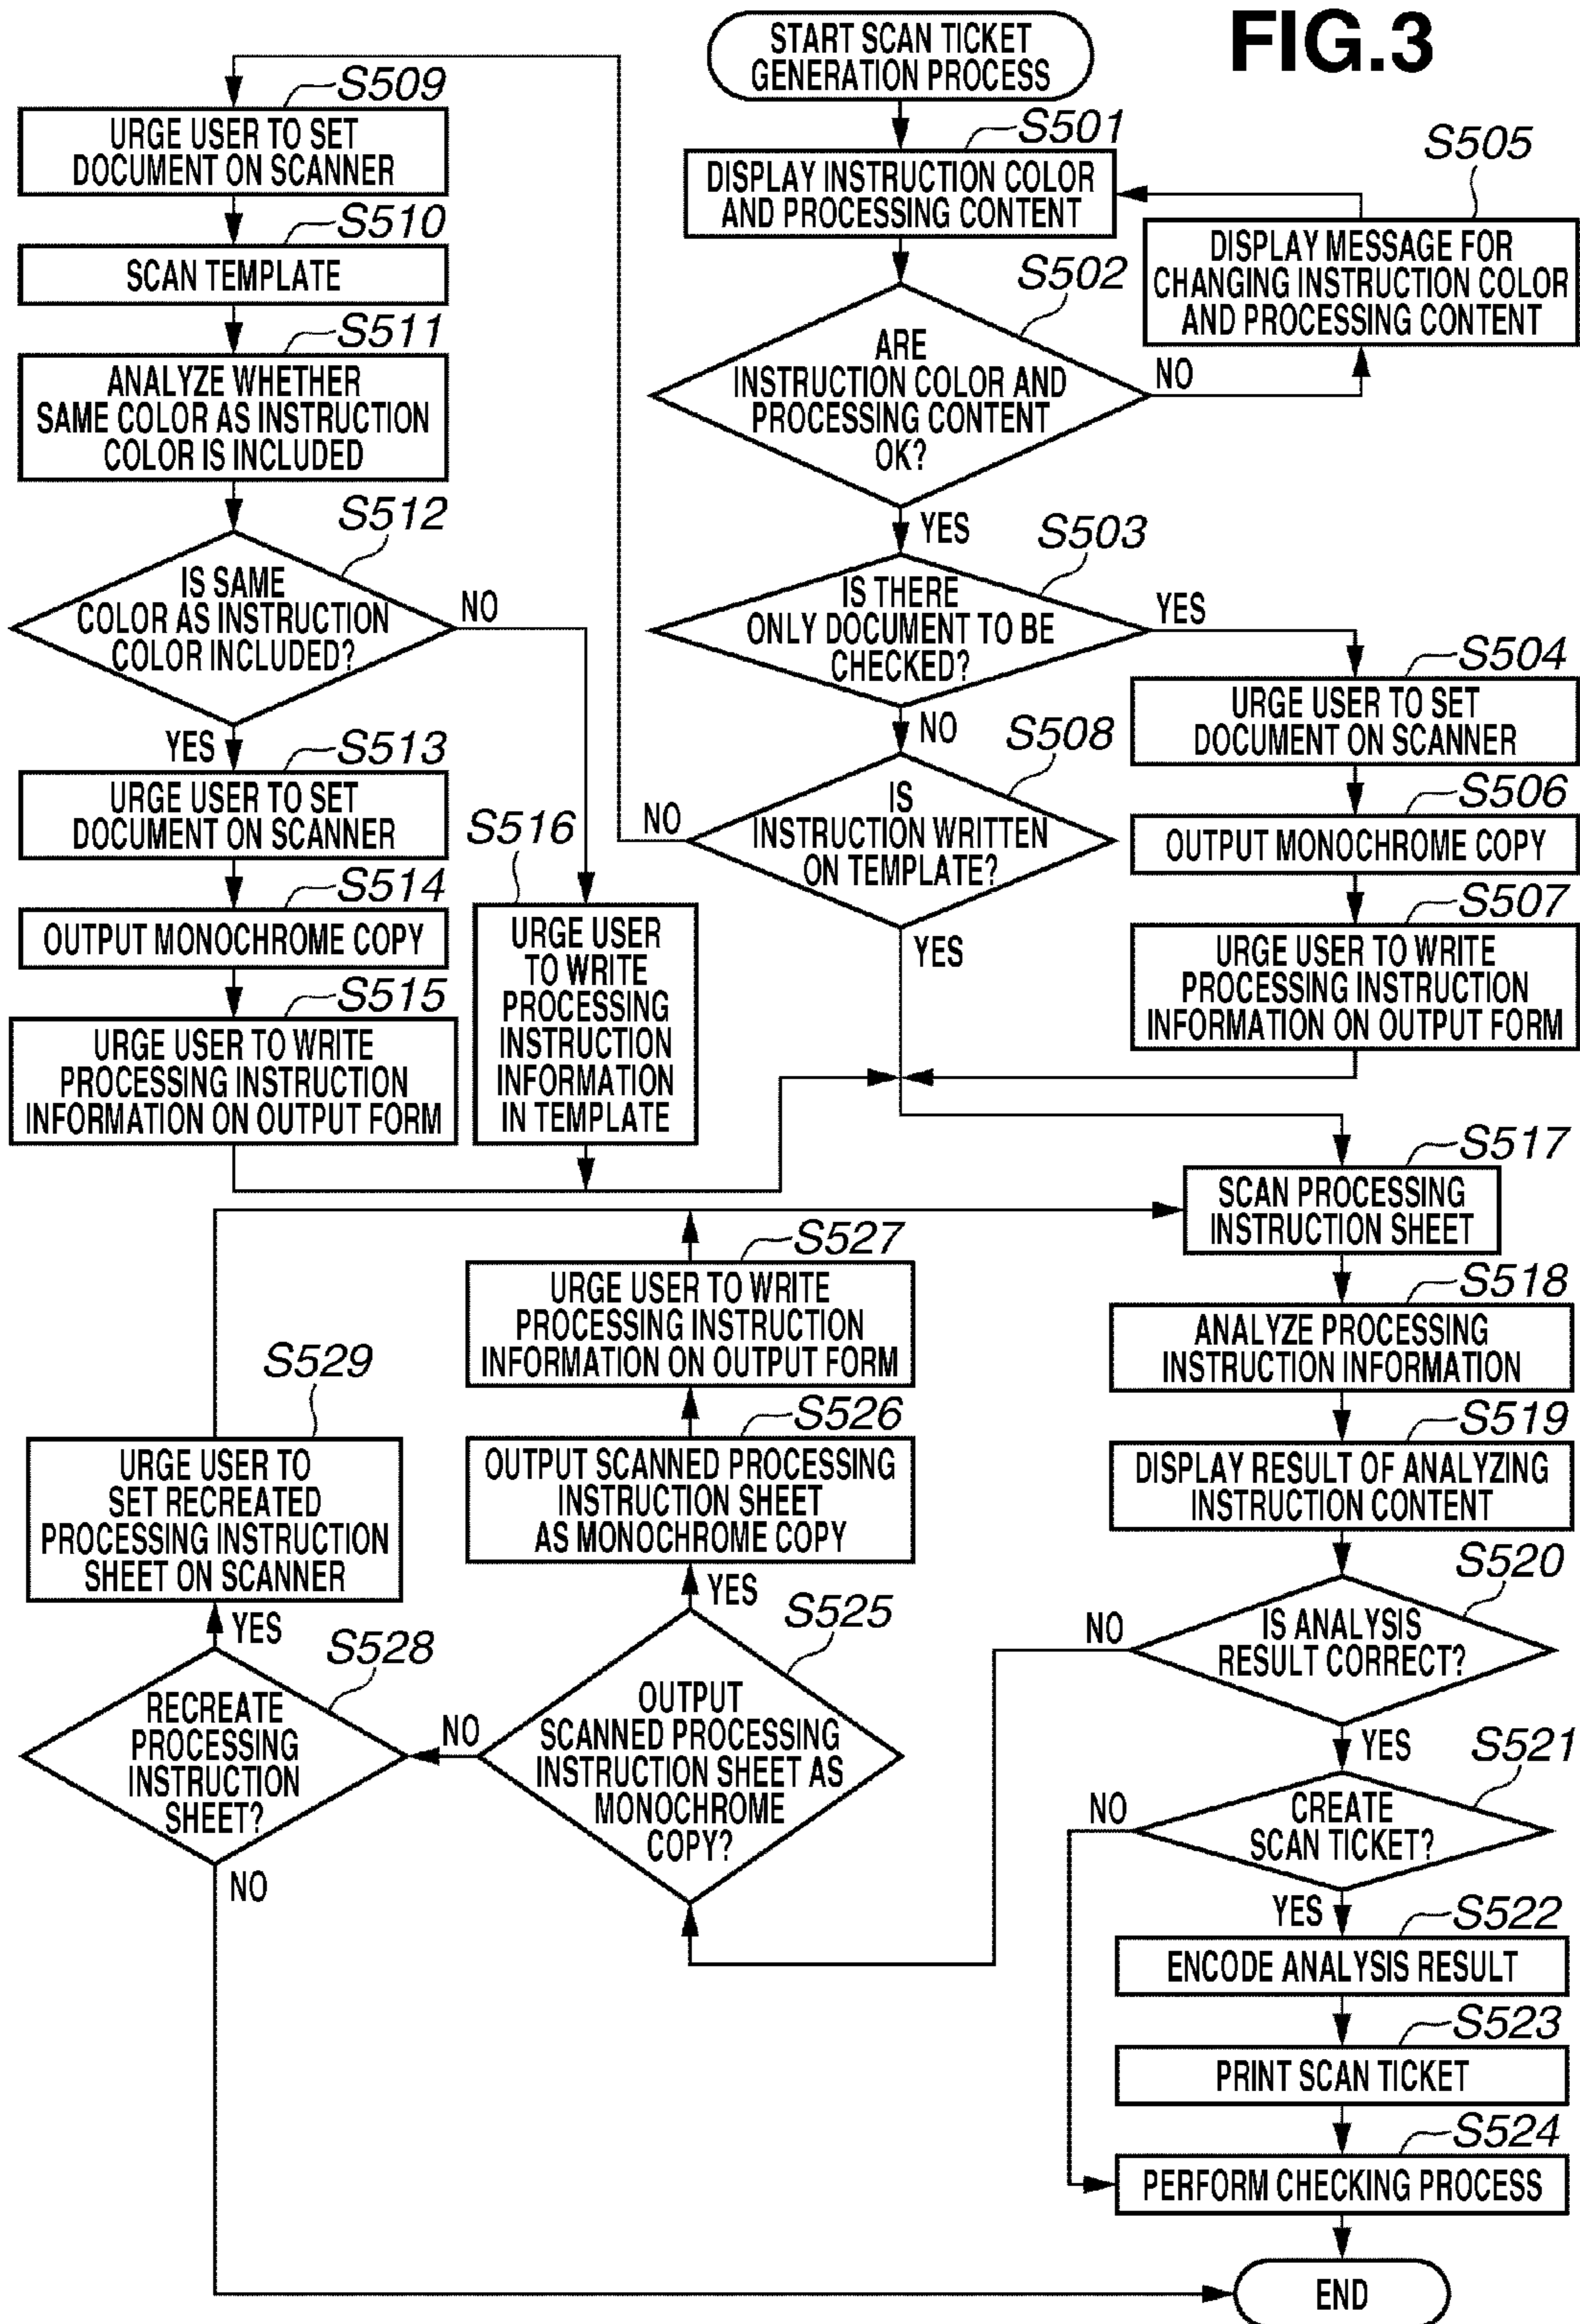 FIG.3
START SCAN TICKET
GENERATION PROCESS
S501
DISPLAY INSTRUCTION COLOR
AND PROCESSING CONTENT
S505
DISPLAY MESSAGE FOR
CHANGING INSTRUCTION COLOR
AND PROCESSING CONTENT
S502
ARE
INSTRUCTION COLOR AND
PROCESSING CONTENT
OK?
NO
YES
S503
IS THERE
ONLY DOCUMENT TO BE
CHECKED?
YES
NO
S504
URGE USER TO SET
DOCUMENT ON SCANNER
S506
OUTPUT MONOCHROME COPY
S507
URGE USER TO WRITE
PROCESSING INSTRUCTION
INFORMATION ON OUTPUT FORM
S508
IS
INSTRUCTION WRITTEN
ON TEMPLATE?
NO
YES
S509
URGE USER TO SET
DOCUMENT ON SCANNER
S510
SCAN TEMPLATE
S511
ANALYZE WHETHER
SAME COLOR AS INSTRUCTION
COLOR IS INCLUDED
S512
IS SAME
COLOR AS INSTRUCTION
COLOR INCLUDED?
NO
YES
S513
URGE USER TO SET
DOCUMENT ON SCANNER
S514
OUTPUT MONOCHROME COPY
S515
URGE USER TO WRITE
PROCESSING INSTRUCTION
INFORMATION ON OUTPUT FORM
S516
URGE USER
TO WRITE
PROCESSING
INSTRUCTION
INFORMATION
IN TEMPLATE
S517
SCAN PROCESSING
INSTRUCTION SHEET
S518
ANALYZE PROCESSING
INSTRUCTION INFORMATION
S519
DISPLAY RESULT OF ANALYZING
INSTRUCTION CONTENT
S520
IS ANALYSIS
RESULT CORRECT?
NO
YES
S521
CREATE
SCAN TICKET?
NO
YES
S522
ENCODE ANALYSIS RESULT
S523
PRINT SCAN TICKET
S524
PERFORM CHECKING PROCESS
S525
OUTPUT
SCANNED PROCESSING
INSTRUCTION SHEET AS
MONOCHROME
COPY?
YES
NO
S526
OUTPUT SCANNED PROCESSING
INSTRUCTION SHEET
AS MONOCHROME COPY
S527
URGE USER TO WRITE
PROCESSING INSTRUCTION
INFORMATION ON OUTPUT FORM
S528
RECREATE
PROCESSING
INSTRUCTION
SHEET?
YES
NO
S529
URGE USER TO
SET RECREATED
PROCESSING INSTRUCTION
SHEET ON SCANNER
END